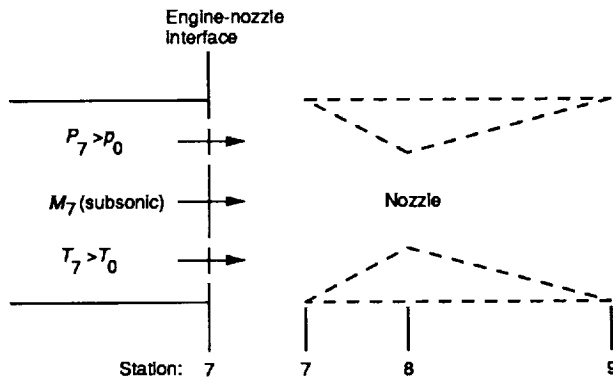 Engine-nozzle
interface
P7 >p0
M7 (subsonic)
T7 >T0
Nozzle
Station: 7 7 8 9